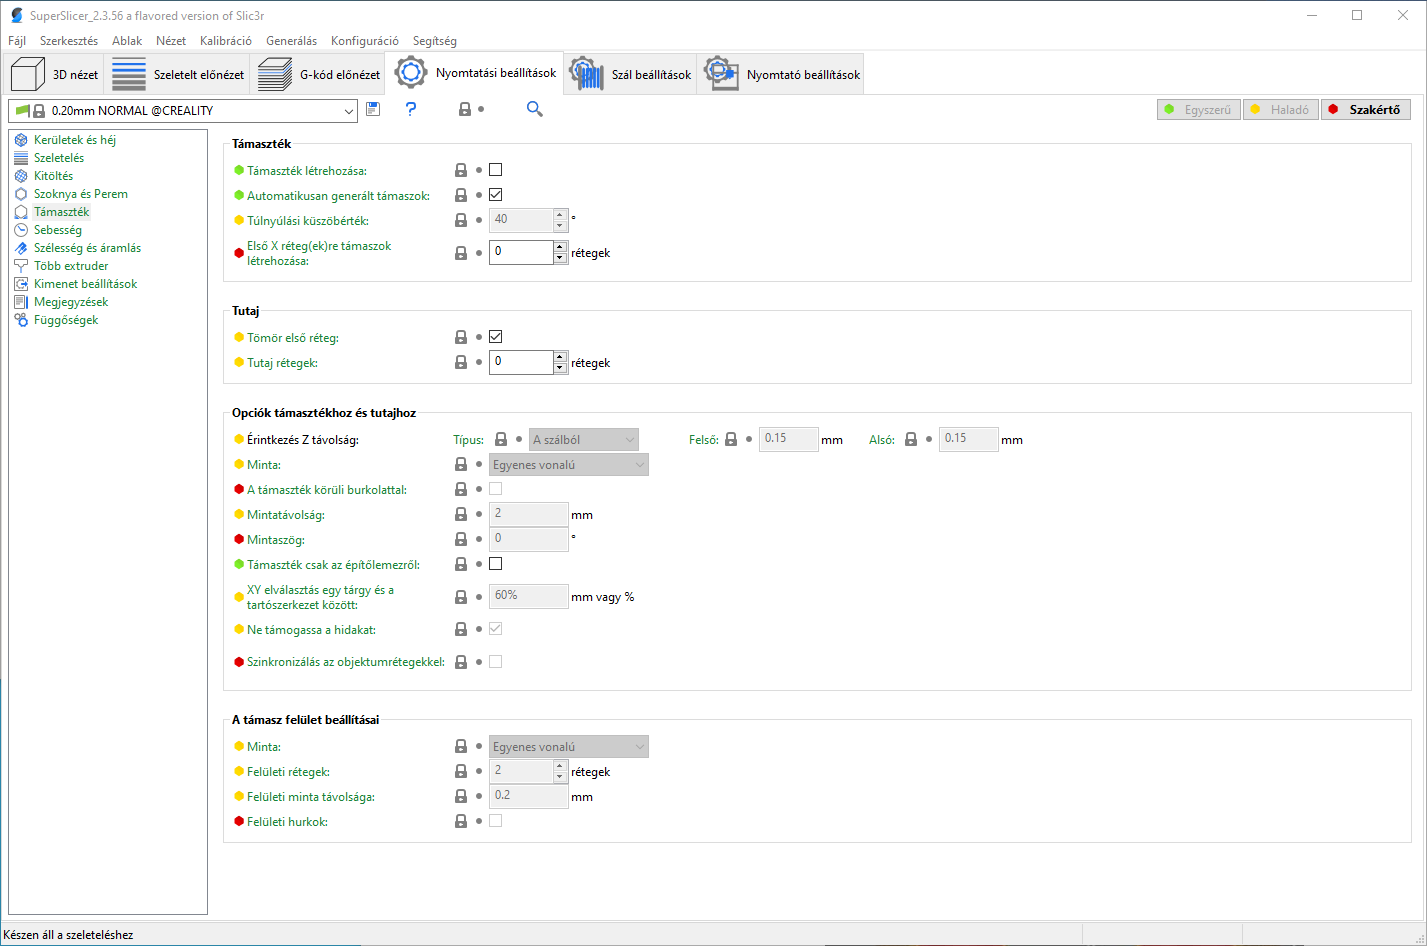 SuperSlicer_2.3.56 a flavored version of Slic3r
Fájl Szerkesztés Ablak Nézet Kalibráció Generálás Konfiguráció Segítség
3D nézet Szeletelt előnézet G-kód előnézet Nyomtatási beállítások Szál beállítások Nyomtató beállítások
0.20mm NORMAL @CREALITY ? Egyszerű Haladó Szakértő
Kerületek és héj
Szeletelés
Kitöltés
Szoknya és Perem
Támaszték
Sebesség
Szélesség és áramlás
Több extruder
Kimenet beállítások
Megjegyzések
Függőségek
Támaszték
Támaszték létrehozása:
Automatikusan generált támaszok:
Túlnyúlási küszöbérték: 40 °
Első X réteg(ek)re támaszok
létrehozása: 0 rétegek
Tutaj
Tömör első réteg:
Tutaj rétegek: 0 rétegek
Opciók támasztékhoz és tutajhoz
Érintkezés Z távolság: Típus: A szálból Felső: 0.15 mm Alsó: 0.15 mm
Minta: Egyenes vonalú
A támaszték körüli burkolattal:
Mintatávolság: 2 mm
Mintaszög: 0 °
Támaszték csak az építőlemezről:
XY elválasztás egy tárgy és a
tartószerkezet között: 60% mm vagy %
Ne támogassa a hidakat:
Szinkronizálás az objektumrétegekkel:
A támasz felület beállításai
Minta: Egyenes vonalú
Felületi rétegek: 2 rétegek
Felületi minta távolsága: 0.2 mm
Felületi hurkok:
Készen áll a szeleteléshez